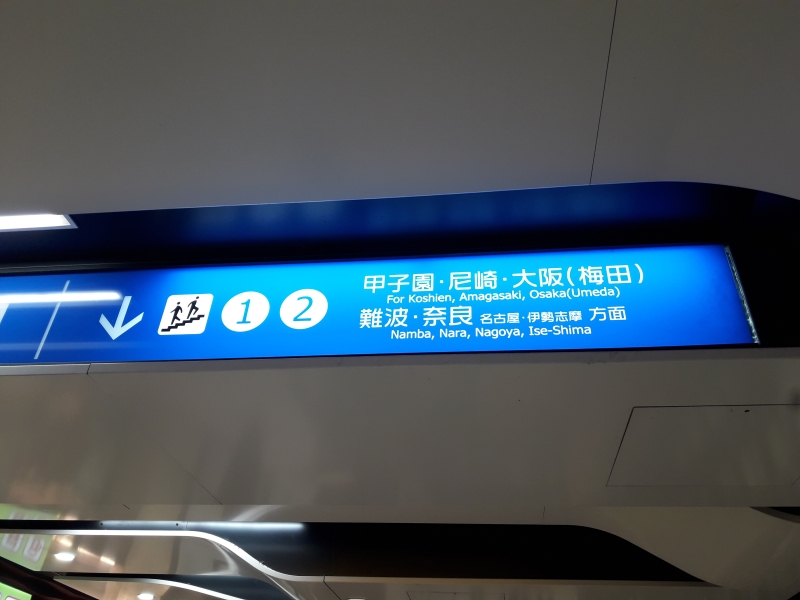 1 2
甲子園・尼崎・大阪(梅田)
For Koshien, Amagasaki, Osaka(Umeda)
難波・奈良 名古屋・伊勢志摩 方面
Namba, Nara, Nagoya, Ise-Shima